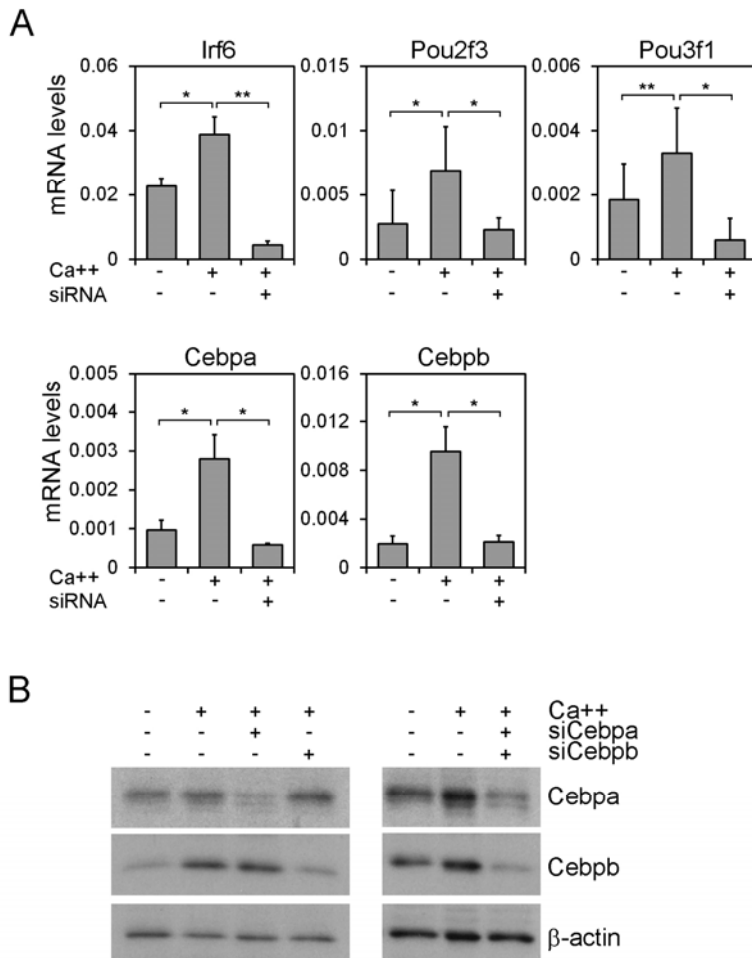 A
Irf6 Pou2f3 Pou3f1
mRNA levels
0.06
0.04
0.02
0
* **
0.015
0.010
0.005
0
* *
0.006
0.004
0.002
0
** *
Ca++ - + + - + + - + +
siRNA - - + - - + - - +
Cebpa Cebpb
mRNA levels
0.005
0.004
0.003
0.002
0.001
0
* *
0.016
0.012
0.008
0.004
0
* *
Ca++ - + + - + +
siRNA - - + - - +
B
- + + + - + + Ca++
- - + - - - + siCebpa
- - - + - - + siCebpb
Cebpa
Cebpb
β-actin